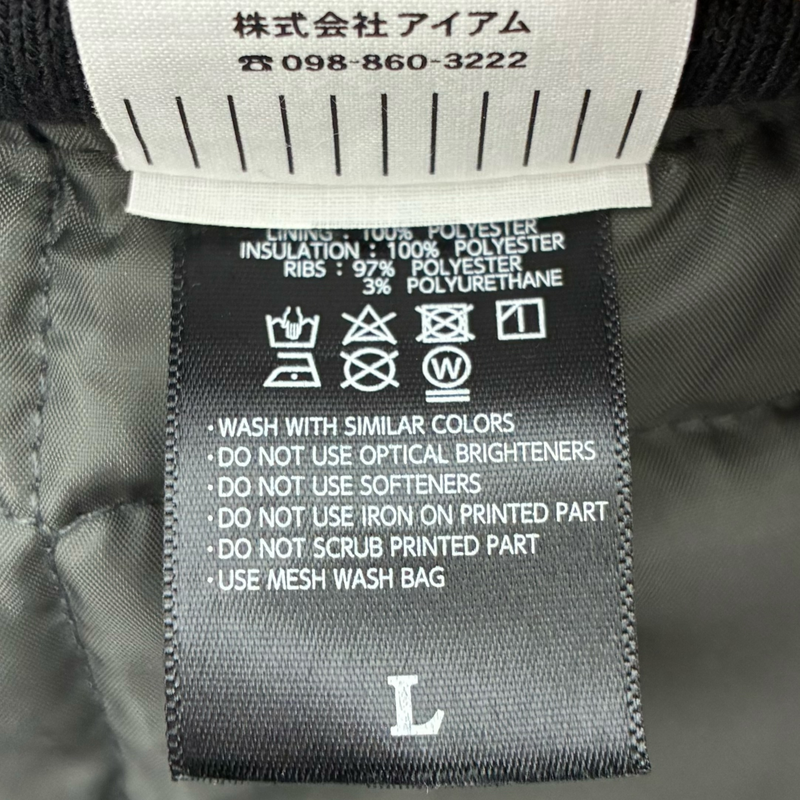 株式会社アイアム
☎098-860-3222
LINING : 100% POLYESTER
INSULATION : 100% POLYESTER
RIBS : 97% POLYESTER
3% POLYURETHANE
W
・WASH WITH SIMILAR COLORS
・DO NOT USE OPTICAL BRIGHTENERS
・DO NOT USE SOFTENERS
・DO NOT USE IRON ON PRINTED PART
・DO NOT SCRUB PRINTED PART
・USE MESH WASH BAG
L